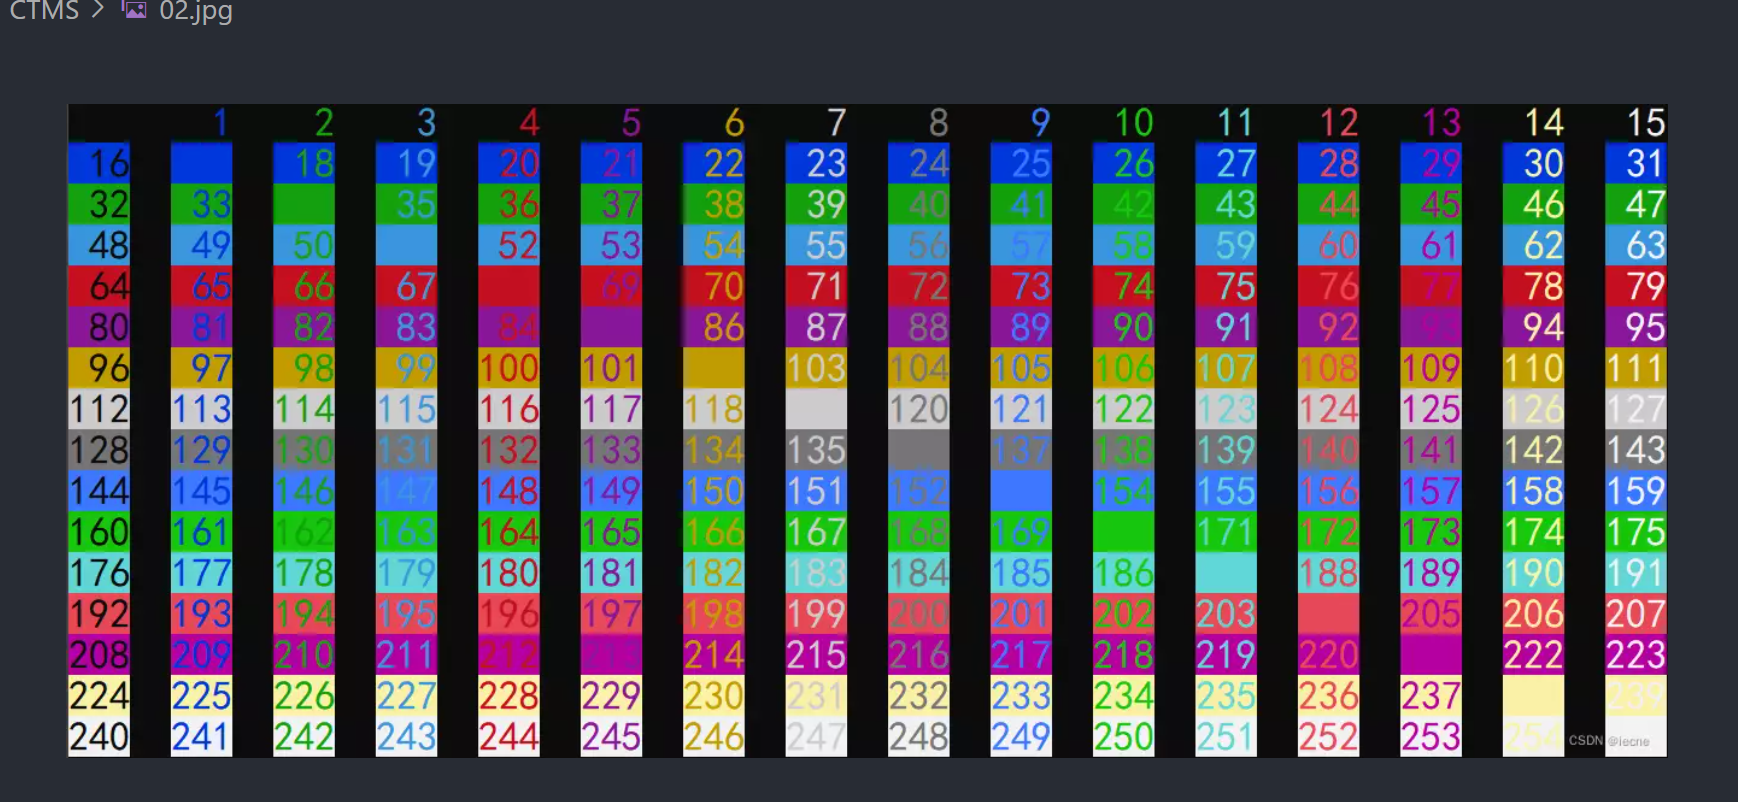 CTMS > 02.jpg
1 2 3 4 5 6 7 8 9 10 11 12 13 14 15
16 18 19 20 21 22 23 24 25 26 27 28 29 30 31
32 33 35 36 37 38 39 40 41 42 43 44 45 46 47
48 49 50 52 53 54 55 56 57 58 59 60 61 62 63
64 65 66 67 69 70 71 72 73 74 75 76 77 78 79
80 81 82 83 84 86 87 88 89 90 91 92 93 94 95
96 97 98 99 100 101 103 104 105 106 107 108 109 110 111
112 113 114 115 116 117 118 120 121 122 123 124 125 126 127
128 129 130 131 132 133 134 135 137 138 139 140 141 142 143
144 145 146 147 148 149 150 151 152 154 155 156 157 158 159
160 161 162 163 164 165 166 167 168 169 171 172 173 174 175
176 177 178 179 180 181 182 183 184 185 186 188 189 190 191
192 193 194 195 196 197 198 199 200 201 202 203 205 206 207
208 209 210 211 212 213 214 215 216 217 218 219 220 222 223
224 225 226 227 228 229 230 231 232 233 234 235 236 237 239
240 241 242 243 244 245 246 247 248 249 250 251 252 253 254
CSDN @iecne